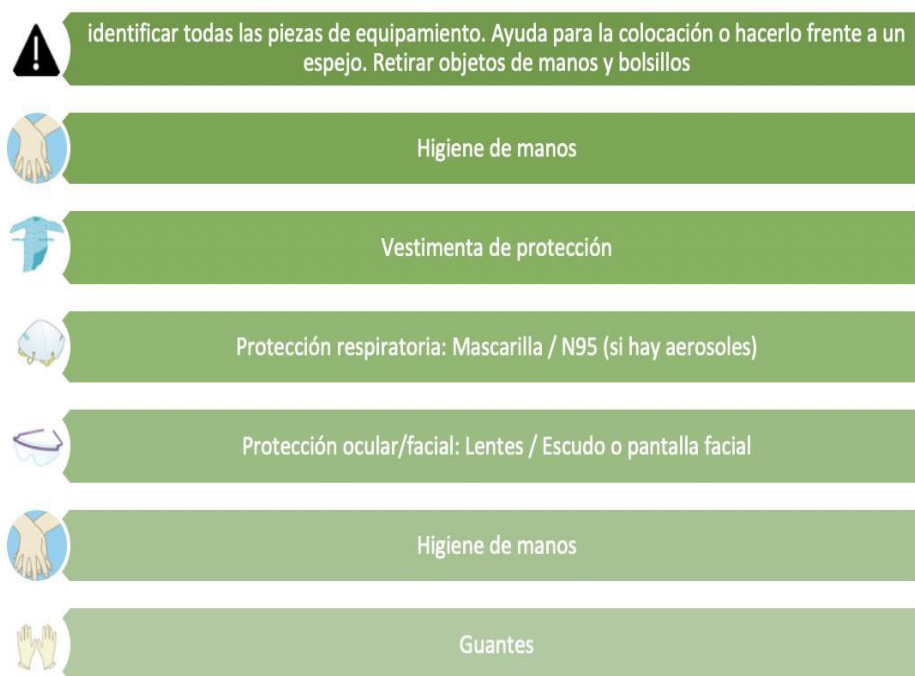 identificar todas las piezas de equipamiento. Ayuda para la colocación o hacerlo frente a un
espejo. Retirar objetos de manos y bolsillos
Higiene de manos
Vestimenta de protección
Protección respiratoria: Mascarilla / N95 (si hay aerosoles)
Protección ocular/facial: Lentes / Escudo o pantalla facial
Higiene de manos
Guantes